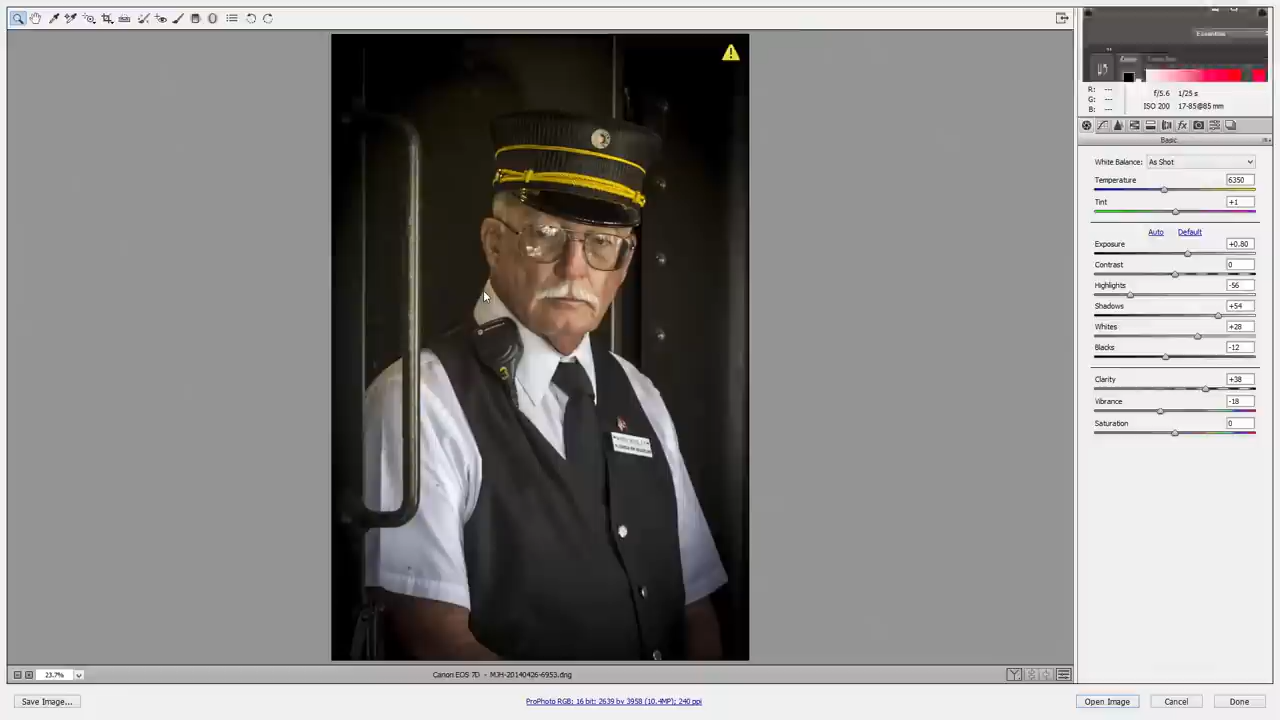 Essentials
R: ---
G: ---
B: ---
f/5.6 1/25 s
ISO 200 17-85@85 mm
Basic
White Balance: As Shot
Temperature 6350
Tint +1
Auto Default
Exposure +0.80
Contrast 0
Highlights -56
Shadows +54
Whites +28
Blacks -12
Clarity +38
Vibrance -18
Saturation 0
23.7%
Canon EOS 7D - MJH-20140426-6953.dng
Save Image...
ProPhoto RGB; 16 bit; 2639 by 3958 (10.4MP); 240 ppi
Open Image
Cancel
Done